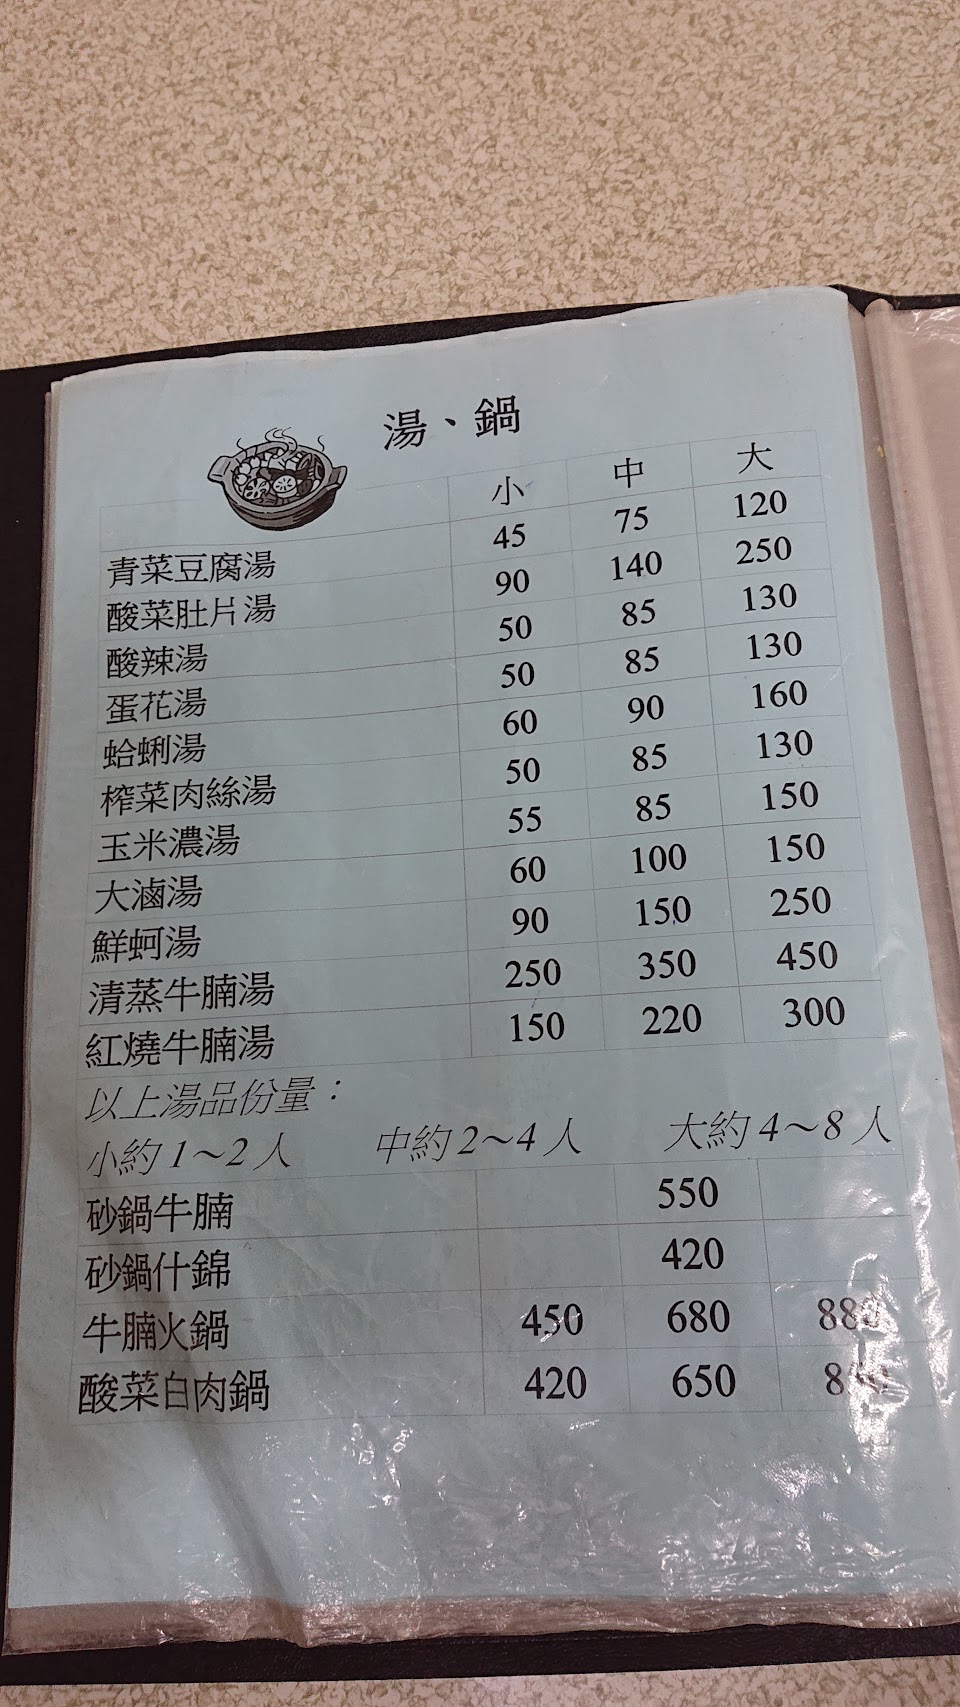 湯、鍋
小 中 大
青菜豆腐湯 45 75 120
酸菜肚片湯 90 140 250
酸辣湯 50 85 130
蛋花湯 50 85 130
蛤蜊湯 60 90 160
榨菜肉絲湯 50 85 130
玉米濃湯 55 85 150
大滷湯 60 100 150
鮮蚵湯 90 150 250
清蒸牛腩湯 250 350 450
紅燒牛腩湯 150 220 300
以上湯品份量：
小約1～2人 中約2～4人 大約4～8人
砂鍋牛腩 550
砂鍋什錦 420
牛腩火鍋 450 680 880
酸菜白肉鍋 420 650